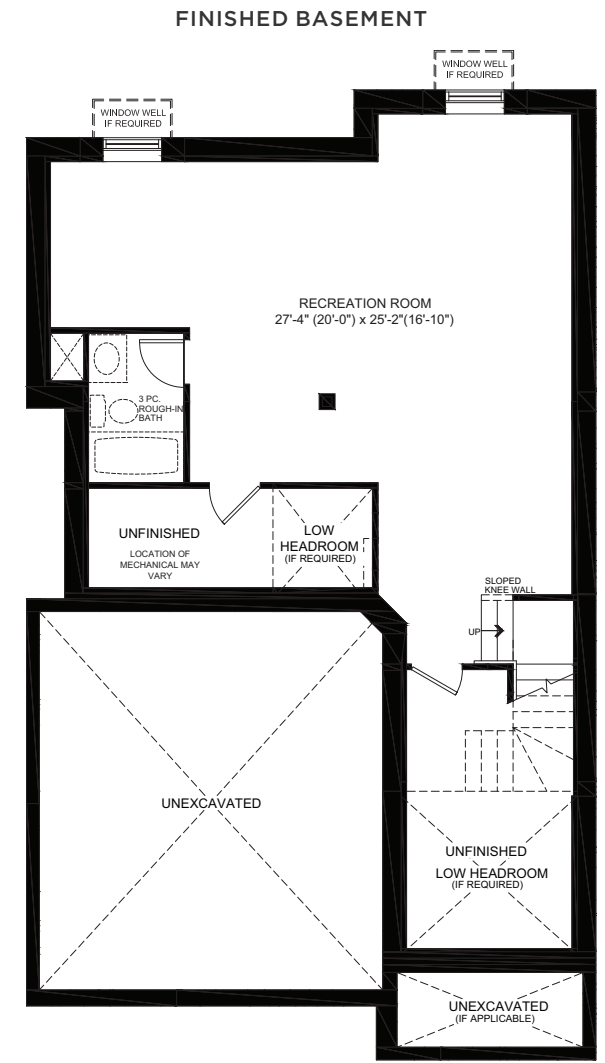 FINISHED BASEMENT
WINDOW WELL
IF REQUIRED
WINDOW WELL
IF REQUIRED
RECREATION ROOM
27'-4" (20'-0") x 25'-2"(16'-10")
3 PC.
ROUGH-IN
BATH
UNFINISHED
LOCATION OF
MECHANICAL MAY
VARY
LOW
HEADROOM
(IF REQUIRED)
SLOPED
KNEE WALL
UP
UNEXCAVATED
UNFINISHED
LOW HEADROOM
(IF REQUIRED)
UNEXCAVATED
(IF APPLICABLE)